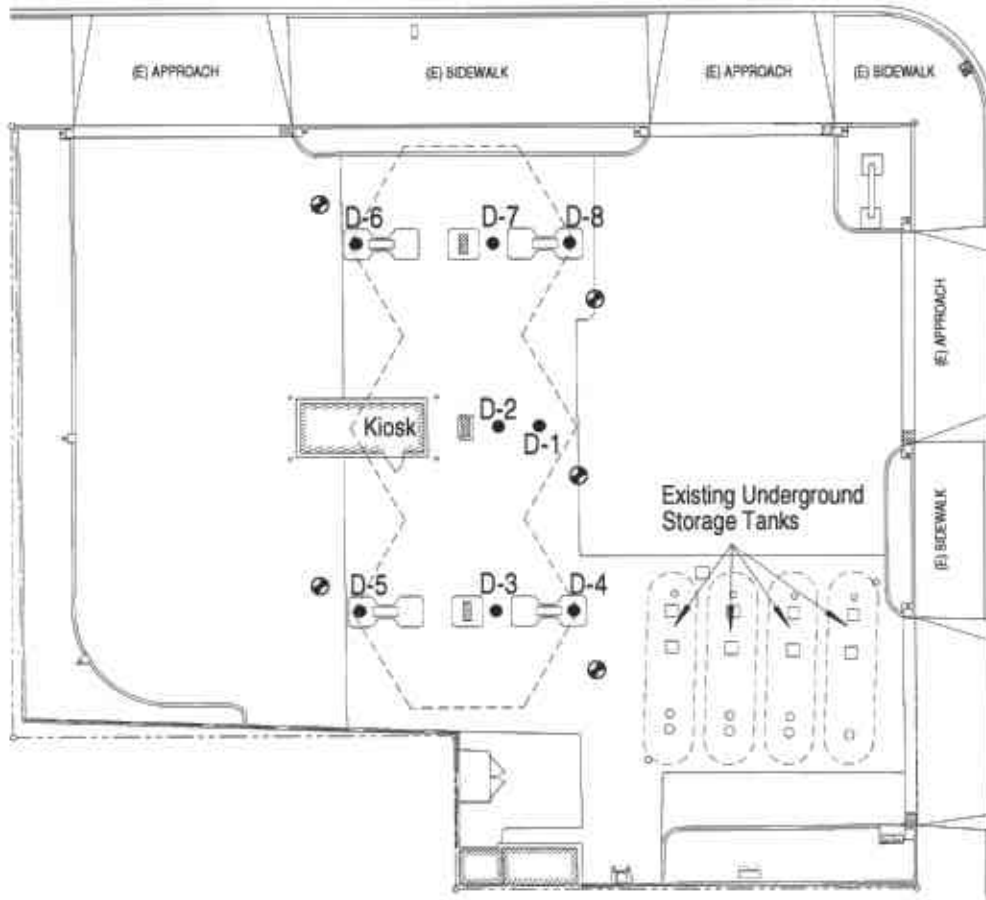 (E) APPROACH
(E) SIDEWALK
(E) APPROACH
(E) SIDEWALK
D-6
D-7
D-8
(E) APPROACH
Kiosk
D-2
D-1
Existing Underground
Storage Tanks
(E) SIDEWALK
D-5
D-3
D-4